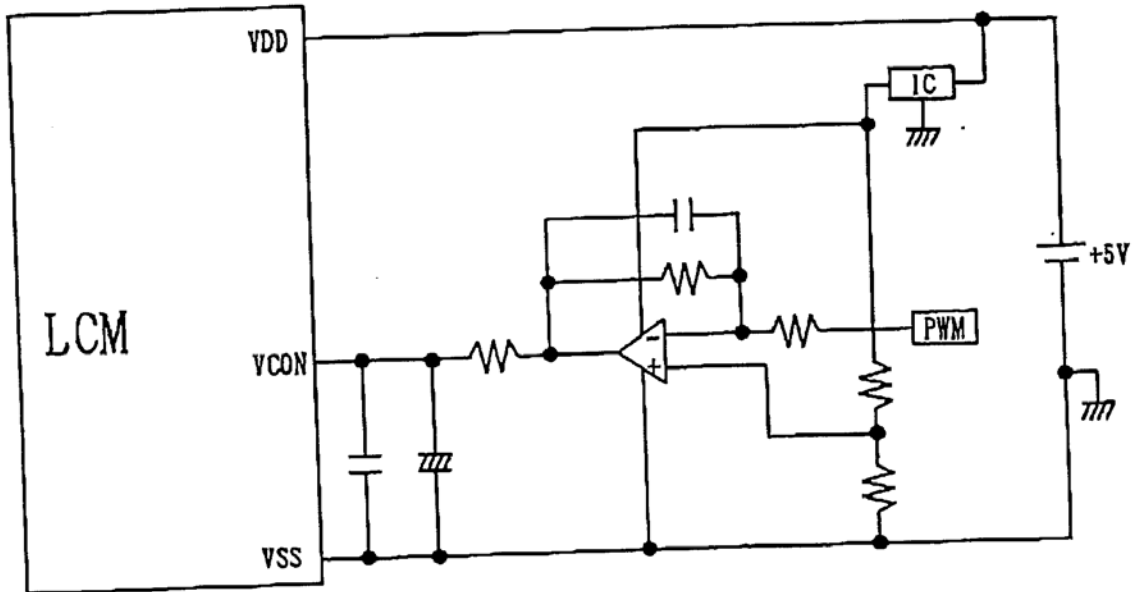 VDD
IC
+5V
LCM
PWM
VCON
VSS